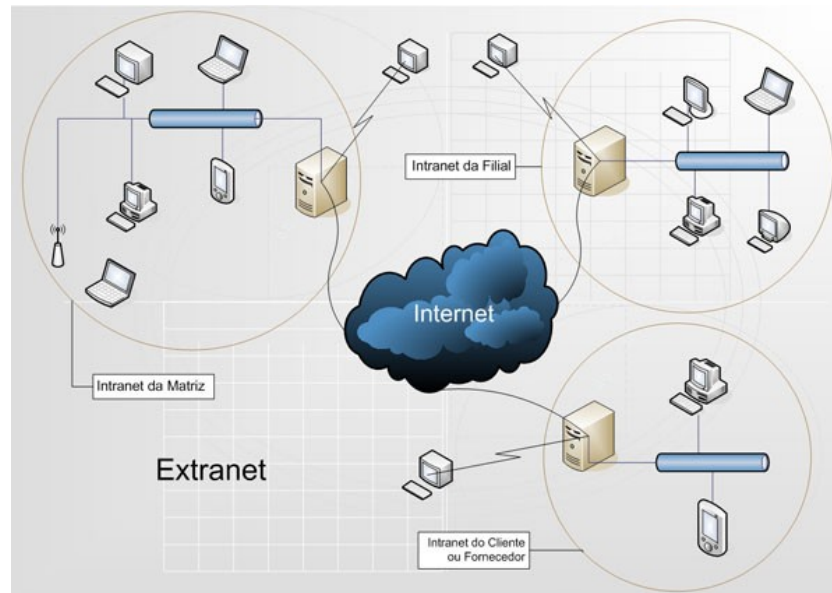 Intranet da Filial
Internet
Intranet da Matriz
Extranet
Intranet do Cliente
ou Fornecedor